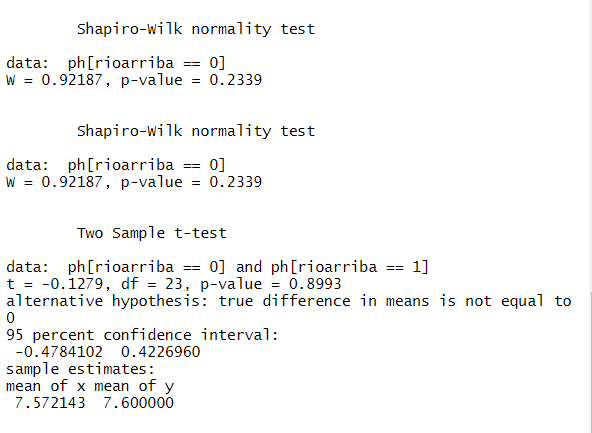 Shapiro-Wilk normality test
data:  ph[rioarriba == 0]
W = 0.92187, p-value = 0.2339
Shapiro-Wilk normality test
data:  ph[rioarriba == 0]
W = 0.92187, p-value = 0.2339
Two Sample t-test
data:  ph[rioarriba == 0] and ph[rioarriba == 1]
t = -0.1279, df = 23, p-value = 0.8993
alternative hypothesis: true difference in means is not equal to
0
95 percent confidence interval:
-0.4784102  0.4226960
sample estimates:
mean of x mean of y
7.572143  7.600000